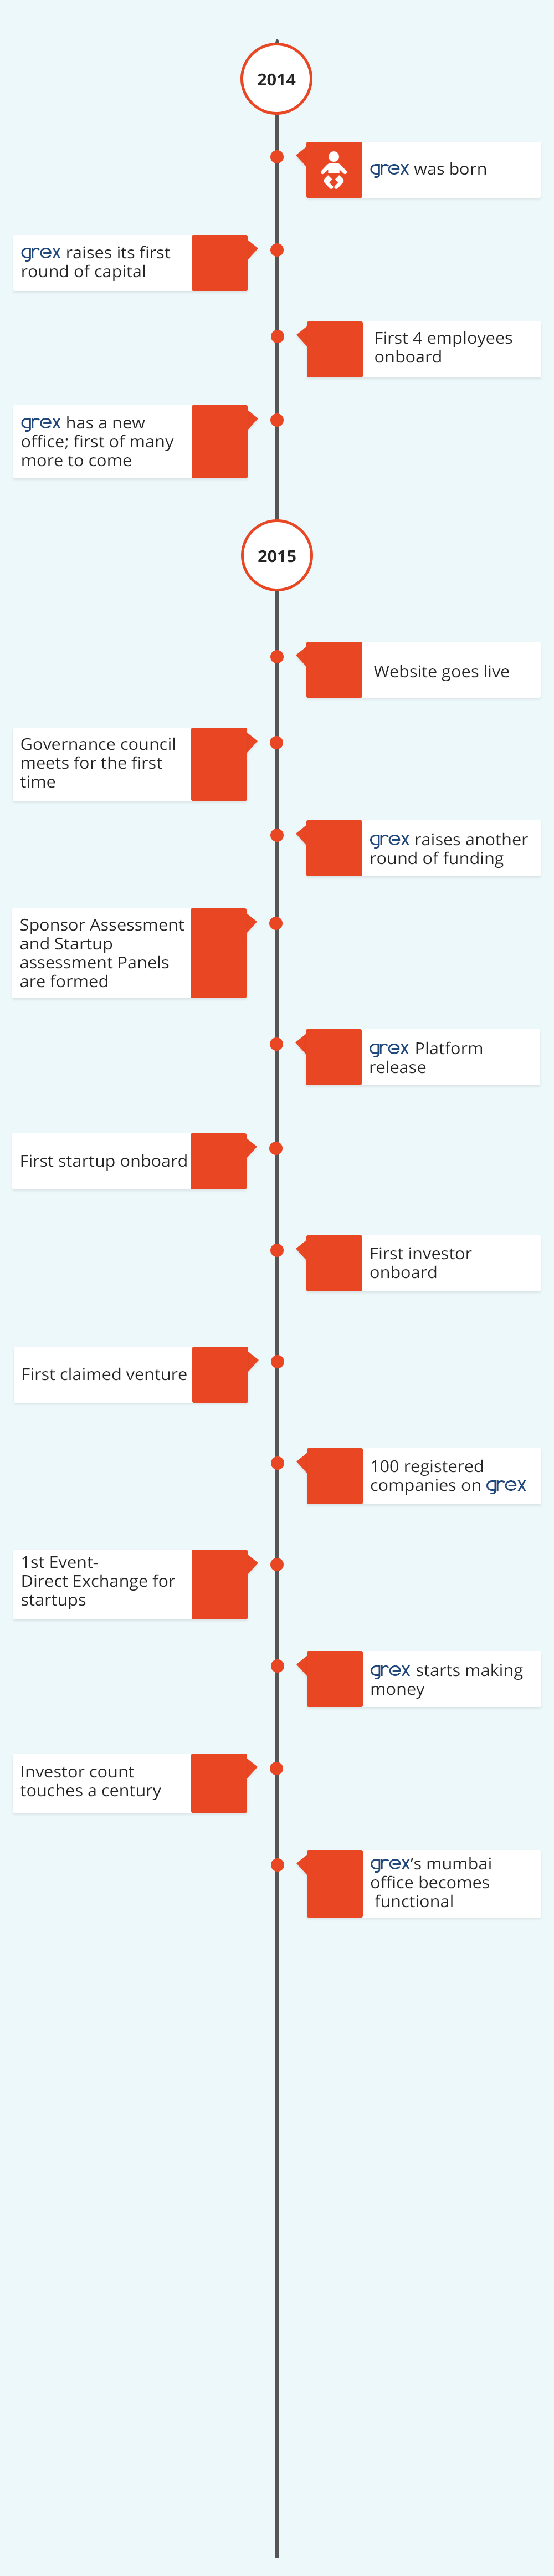 2014
grex was born
grex raises its first
round of capital
First 4 employees
onboard
grex has a new
office; first of many
more to come
2015
Website goes live
Governance council
meets for the first
time
grex raises another
round of funding
Sponsor Assessment
and Startup
assessment Panels
are formed
grex Platform
release
First startup onboard
First investor
onboard
First claimed venture
100 registered
companies on grex
1st Event-
Direct Exchange for
startups
grex starts making
money
Investor count
touches a century
grex's mumbai
office becomes
functional